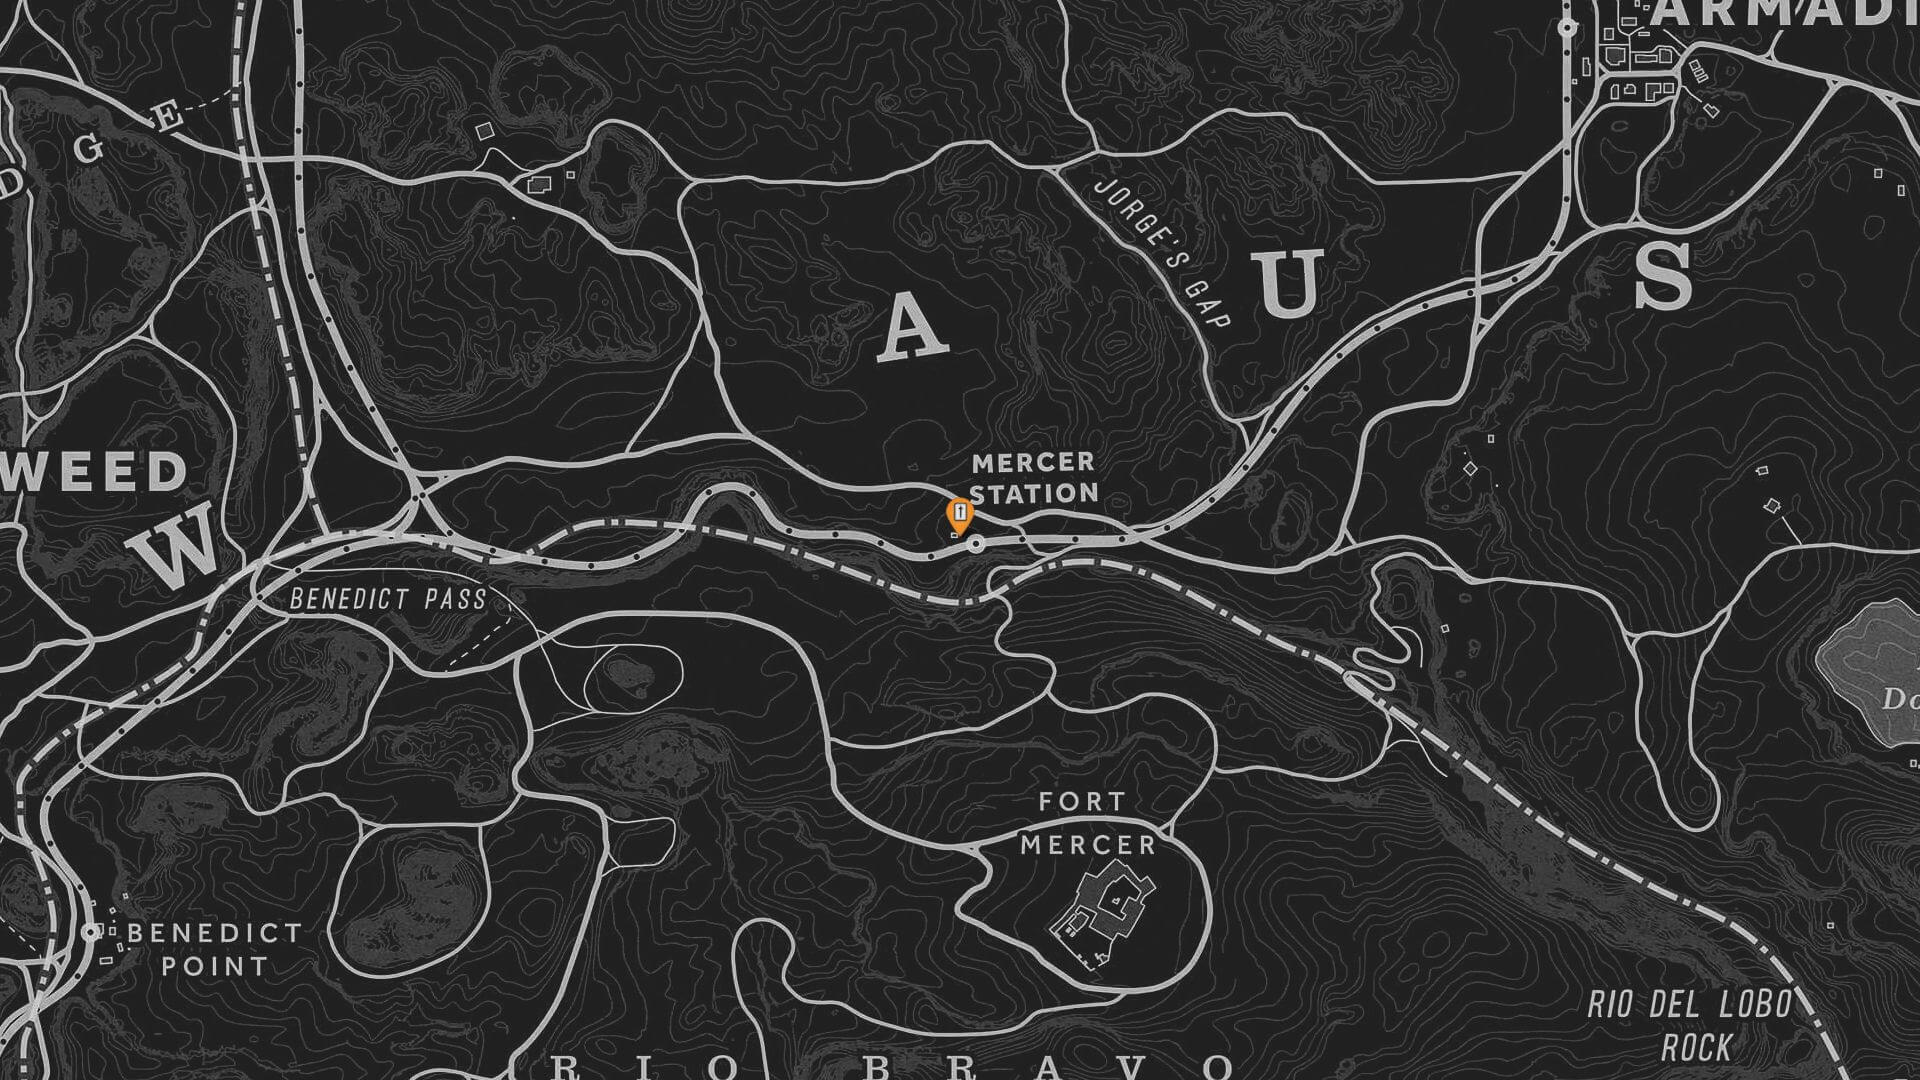 ARMADI
D G E
JORGE'S GAP
A U S
MERCER
STATION
WEED
W
BENEDICT PASS
Do
FORT
MERCER
BENEDICT
POINT
RIO DEL LOBO
ROCK
RIO BRAVO